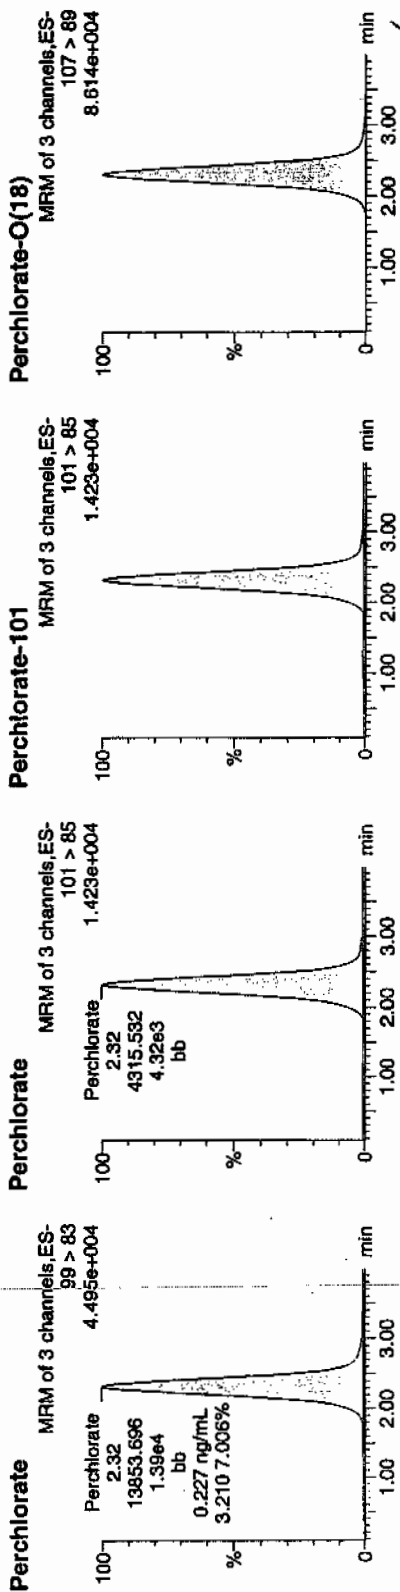 Perchlorate
MRM of 3 channels,ES-
99 > 83
4.495e+004
100
Perchlorate
2.32
13853.696
1.39e4
bb
0.227 ng/mL
3.210 7.006%
%
0
1.00
2.00
3.00
min
Perchlorate
MRM of 3 channels,ES-
101 > 85
1.423e+004
100
Perchlorate
2.32
4315.532
4.32e3
bb
%
0
1.00
2.00
3.00
min
Perchlorate-101
MRM of 3 channels,ES-
101 > 85
1.423e+004
100
%
0
1.00
2.00
3.00
min
Perchlorate-O(18)
MRM of 3 channels,ES-
107 > 89
8.614e+004
100
%
0
1.00
2.00
3.00
min